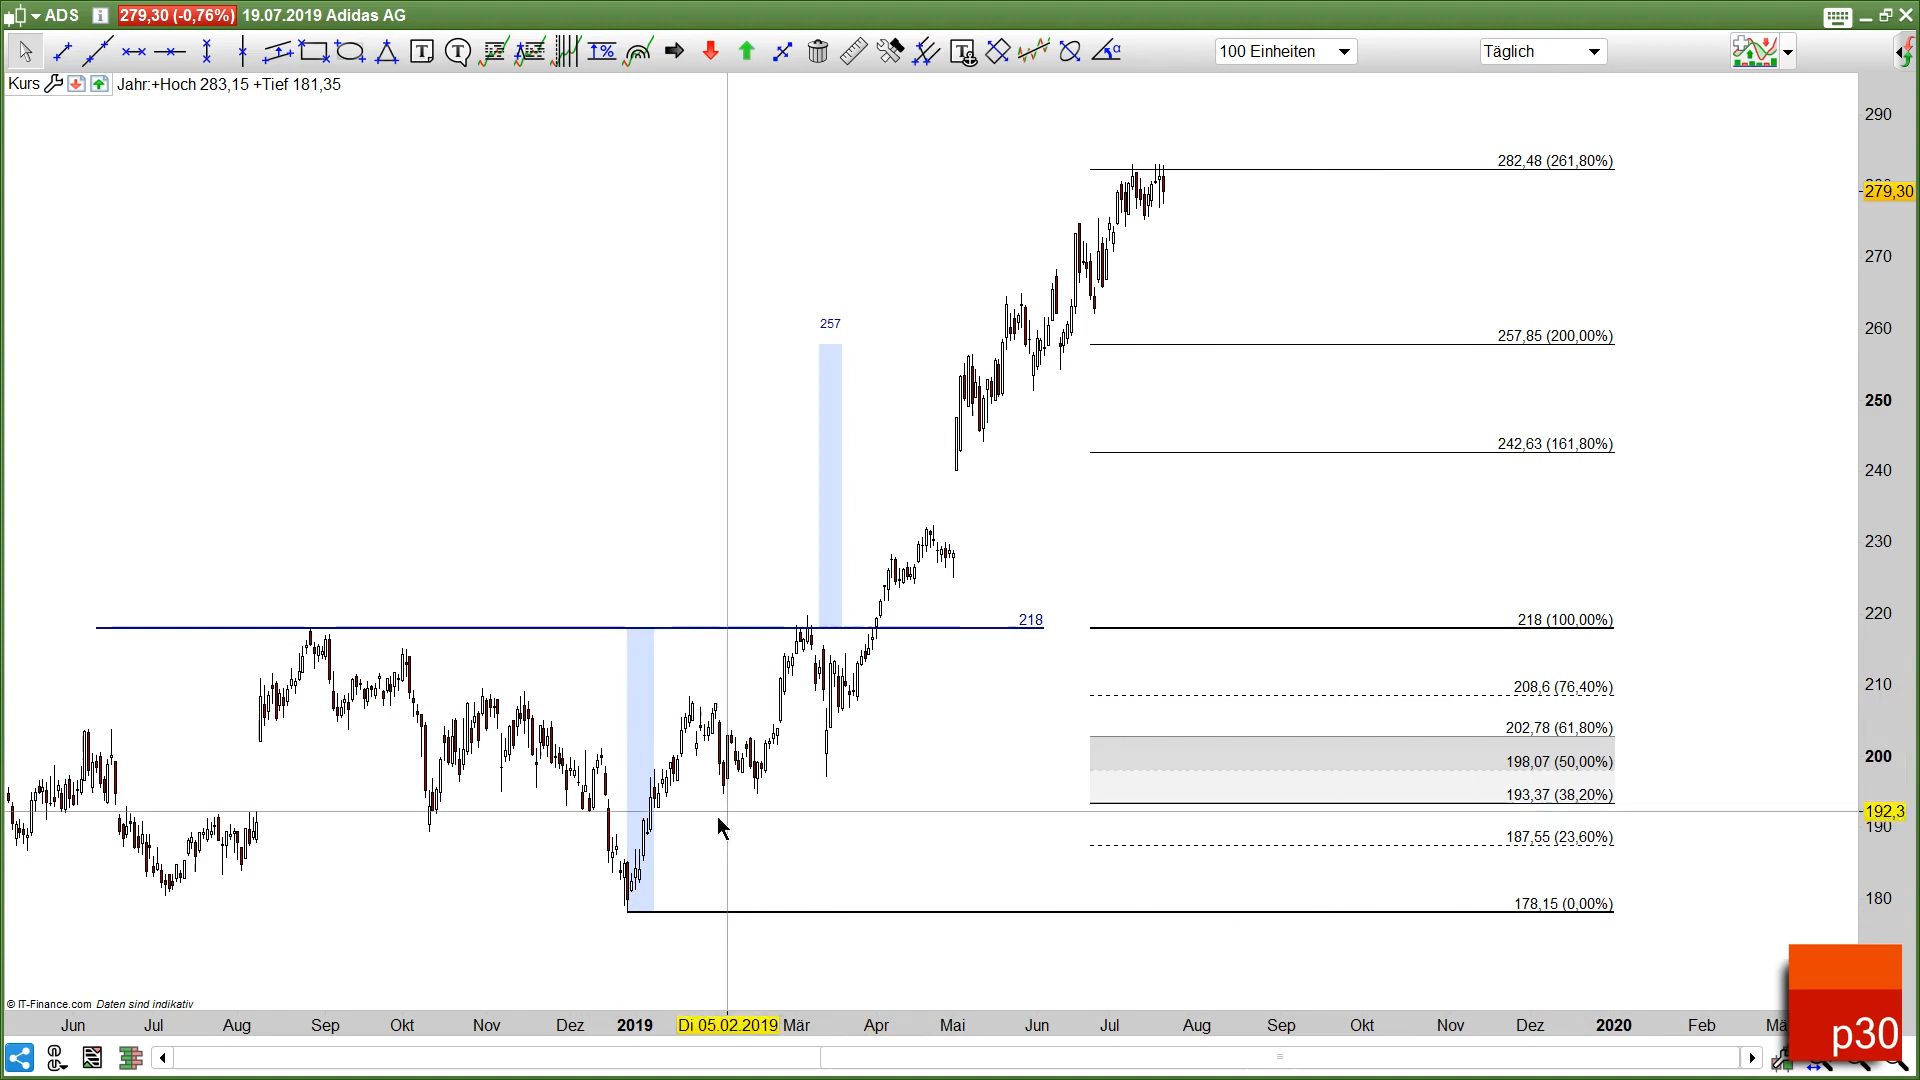 ADS
279,30 (-0,76%) 19.07.2019 Adidas AG
100 Einheiten
Täglich
Kurs
Jahr:+Hoch 283,15 +Tief 181,35
290
282,48 (261,80%)
279,30
270
257
260
257,85 (200,00%)
250
242,63 (161,80%)
240
230
220
218
218 (100,00%)
210
208,6 (76,40%)
202,78 (61,80%)
200
198,07 (50,00%)
193,37 (38,20%)
192,3
190
187,55 (23,60%)
180
178,15 (0,00%)
© IT-Finance.com Daten sind indikativ
Jun Jul Aug Sep Okt Nov Dez 2019 Di 05.02.2019 Mär Apr Mai Jun Jul Aug Sep Okt Nov Dez 2020 Feb
p30